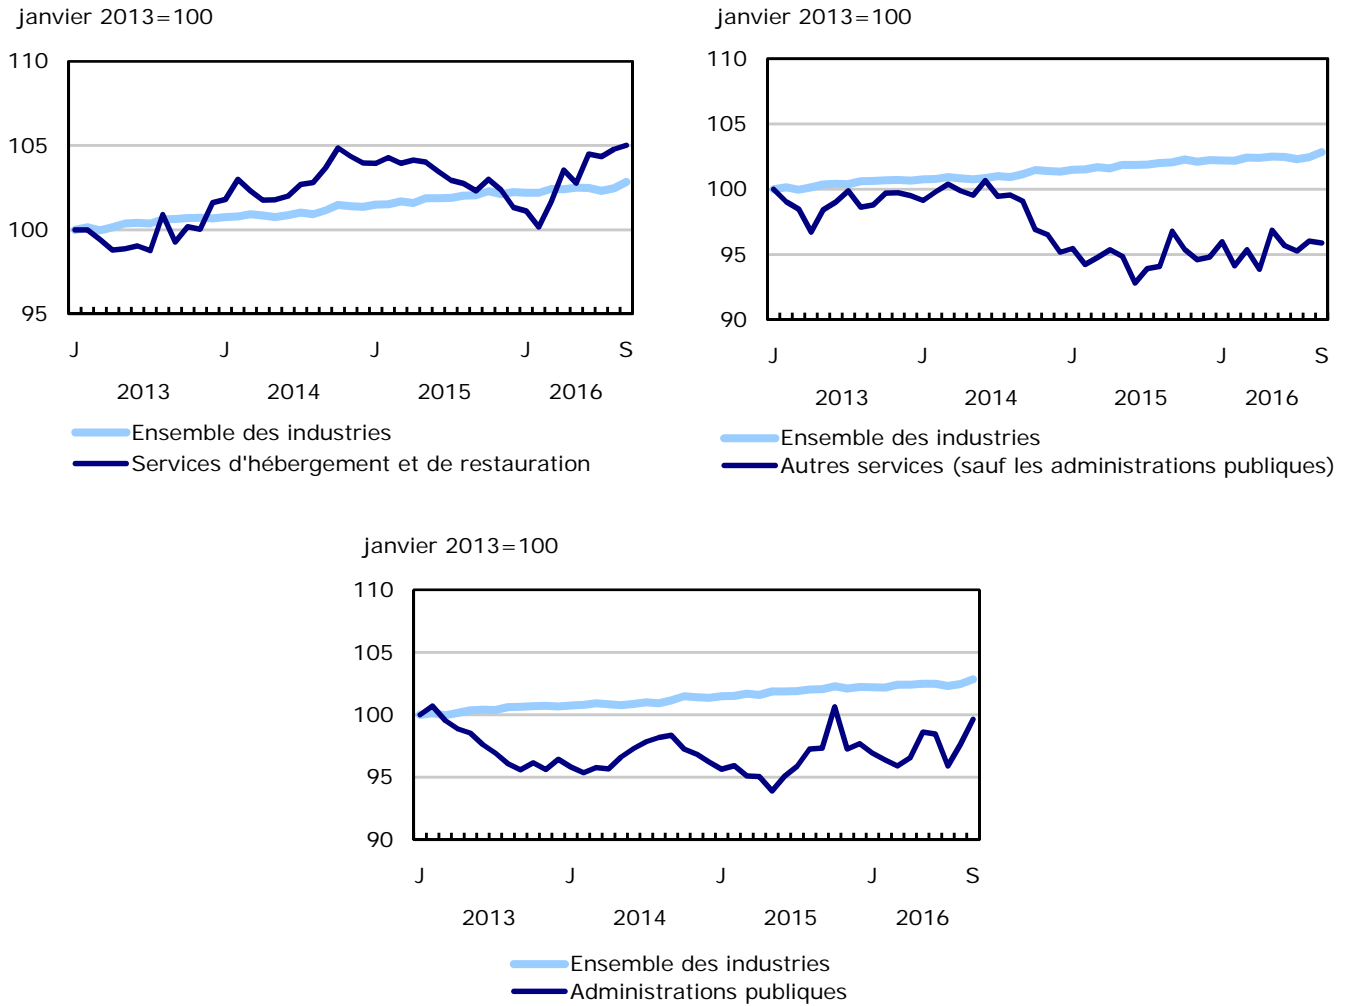 janvier 2013=100
110
105
100
95
J J J J S
2013 2014 2015 2016
Ensemble des industries
Services d'hébergement et de restauration
janvier 2013=100
110
105
100
95
90
J J J J S
2013 2014 2015 2016
Ensemble des industries
Autres services (sauf les administrations publiques)
janvier 2013=100
110
105
100
95
90
J J J J S
2013 2014 2015 2016
Ensemble des industries
Administrations publiques